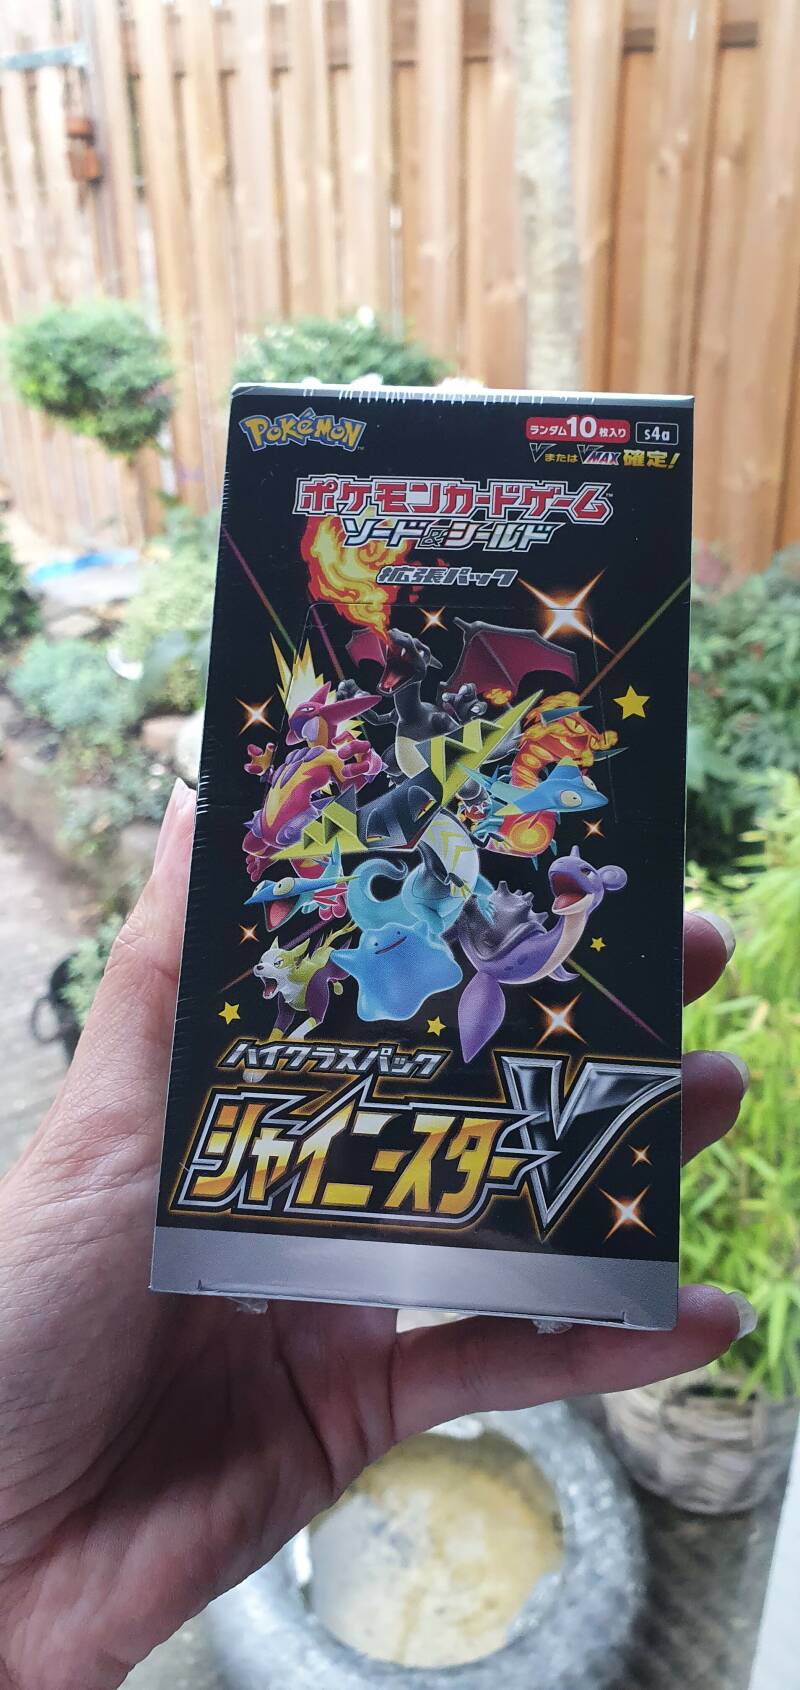 POKÉMON
ランダム10枚入り s4a
VまたはVMAX確定!
ポケモンカードゲーム
ソード&シールド
拡張パック
ハイクラスパック
シャイニースターV